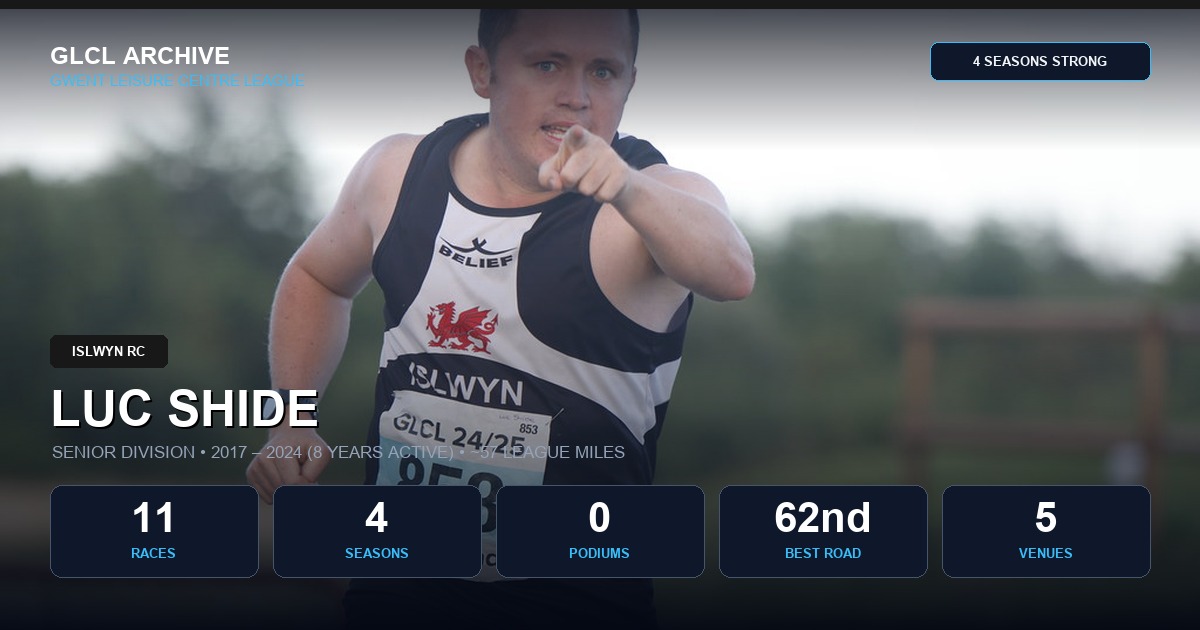 GLCL ARCHIVE
GWENT LEISURE CENTRE LEAGUE
4 SEASONS STRONG
BELIEF
ISLWYN
GLCL 24/25
853
853
ISLWYN RC
LUC SHIDE
SENIOR DIVISION • 2017 – 2024 (8 YEARS ACTIVE) • ~57 LEAGUE MILES
11
RACES
4
SEASONS
0
PODIUMS
62nd
BEST ROAD
5
VENUES